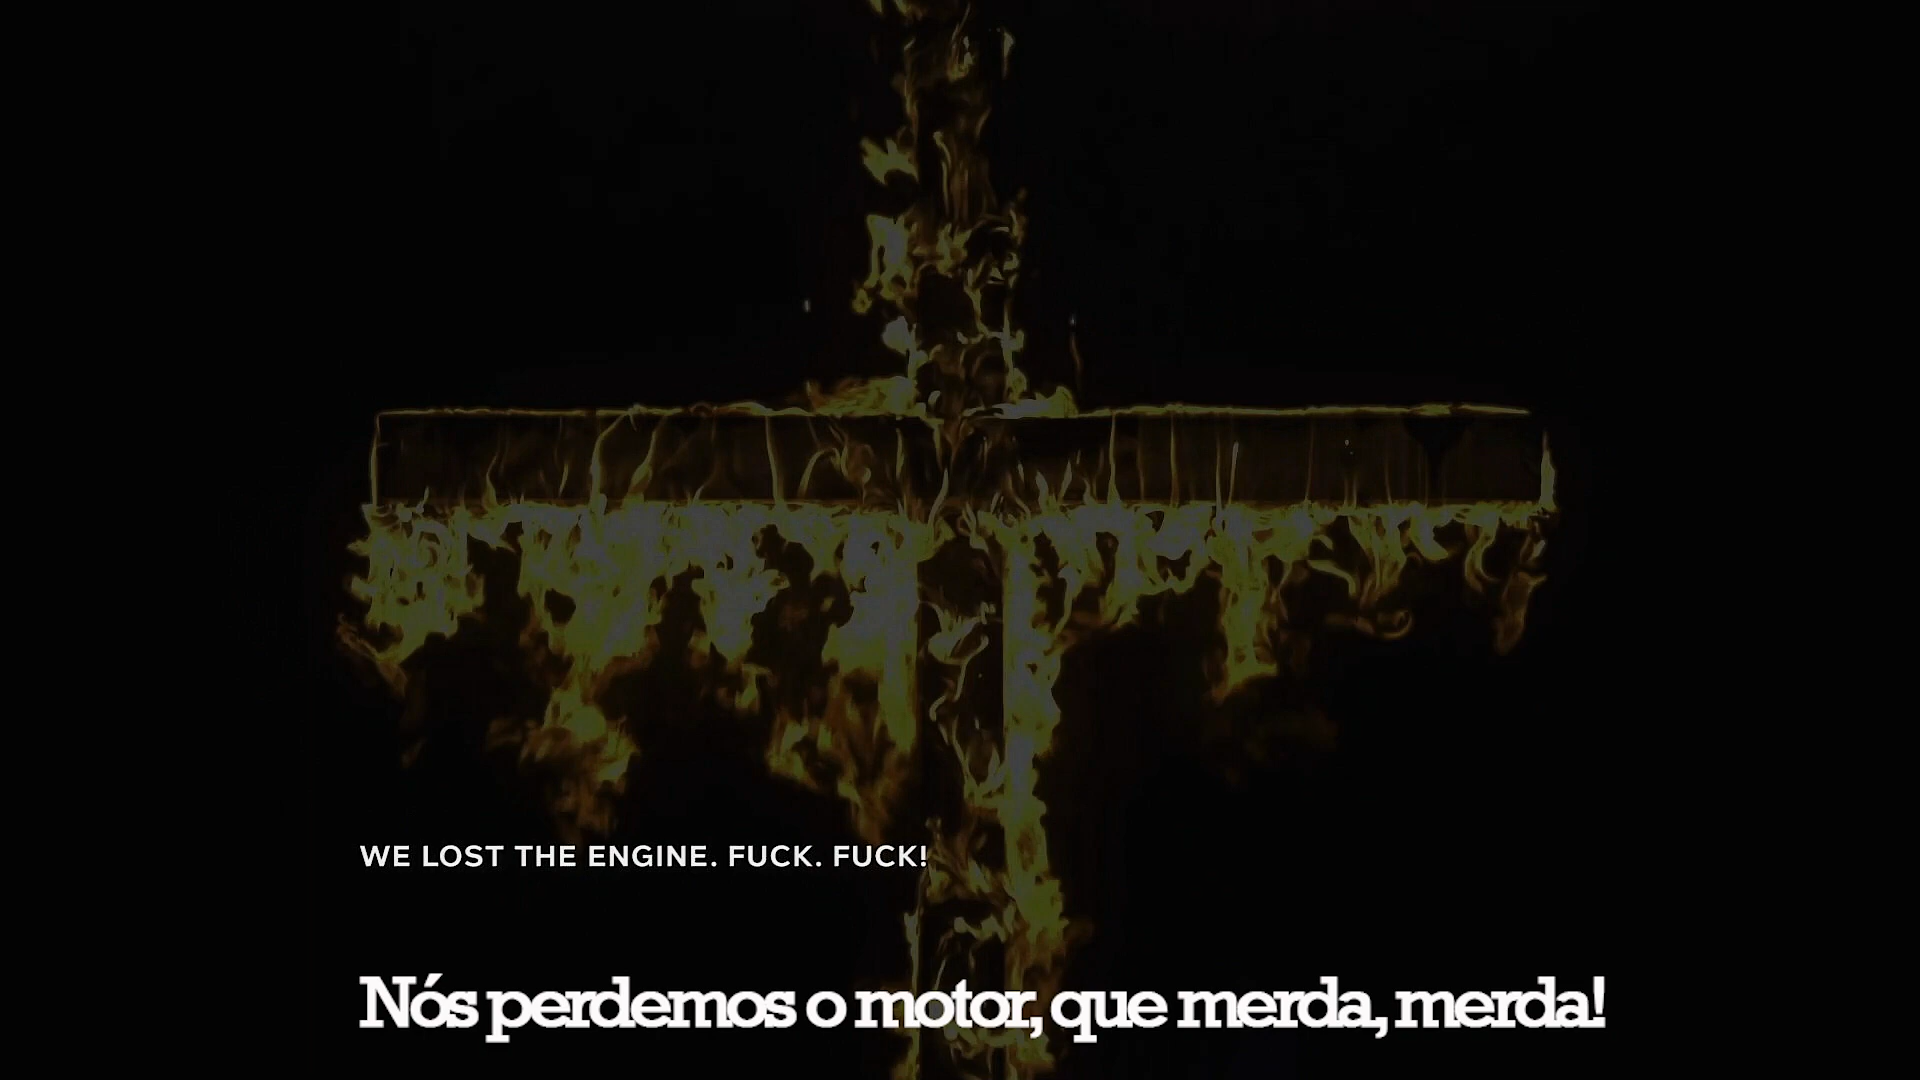 WE LOST THE ENGINE. FUCK. FUCK!
Nós perdemos o motor, que merda, merda!